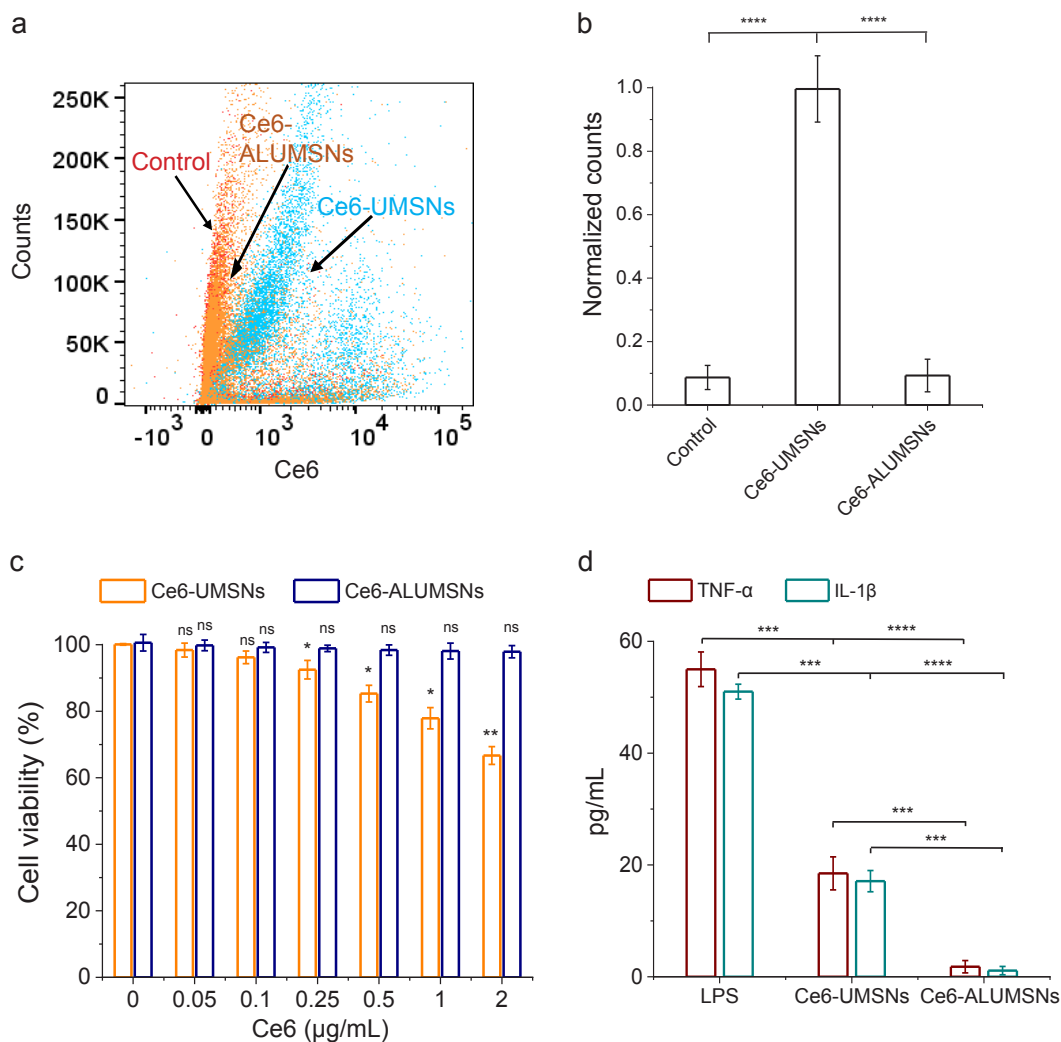 a
250K
200K
150K
100K
50K
0
Counts
-10³ 0 10³ 10⁴ 10⁵
Ce6
Control
Ce6-
ALUMSNs
Ce6-UMSNs
b
**** ****
1.0
0.8
0.6
0.4
0.2
0.0
Normalized counts
Control
Ce6-UMSNs
Ce6-ALUMSNs
c
Ce6-UMSNs Ce6-ALUMSNs
ns ns ns ns * ns * ns * ns ** ns
100
80
60
40
20
0
Cell viability (%)
0 0.05 0.1 0.25 0.5 1 2
Ce6 (µg/mL)
d
TNF-α IL-1β
*** ****
*** ****
***
***
60
40
20
0
pg/mL
LPS Ce6-UMSNs Ce6-ALUMSNs